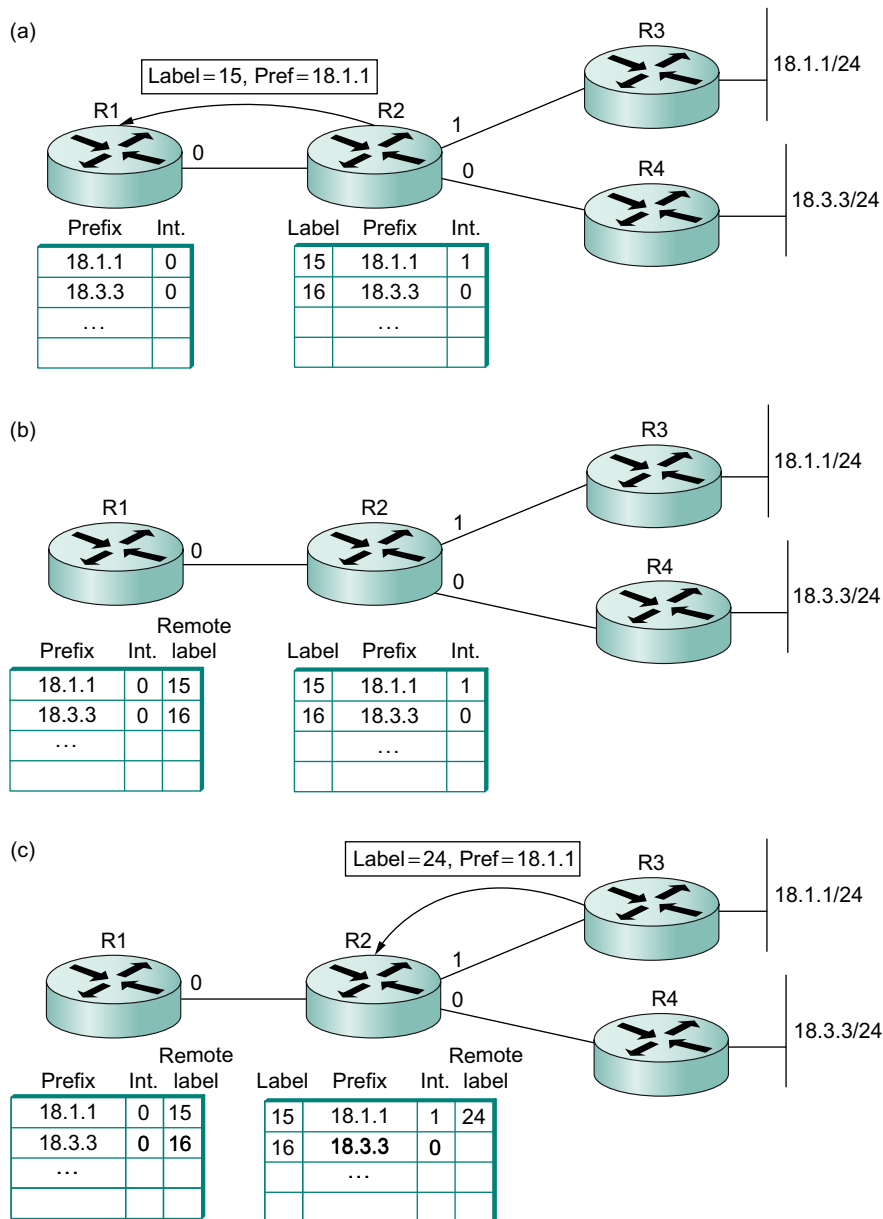 (a)
R3
18.1.1/24
Label=15, Pref=18.1.1
R1
R2
1
0
0
R4
18.3.3/24
Prefix Int.
18.1.1 0
18.3.3 0
...
Label Prefix Int.
15 18.1.1 1
16 18.3.3 0
...
(b)
R3
18.1.1/24
R1
R2
1
0
0
R4
18.3.3/24
Prefix Int. Remote label
18.1.1 0 15
18.3.3 0 16
...
Label Prefix Int.
15 18.1.1 1
16 18.3.3 0
...
(c)
Label=24, Pref=18.1.1
R3
18.1.1/24
R1
R2
1
0
0
R4
18.3.3/24
Prefix Int. Remote label
18.1.1 0 15
18.3.3 0 16
...
Label Prefix Int. Remote label
15 18.1.1 1 24
16 18.3.3 0
...